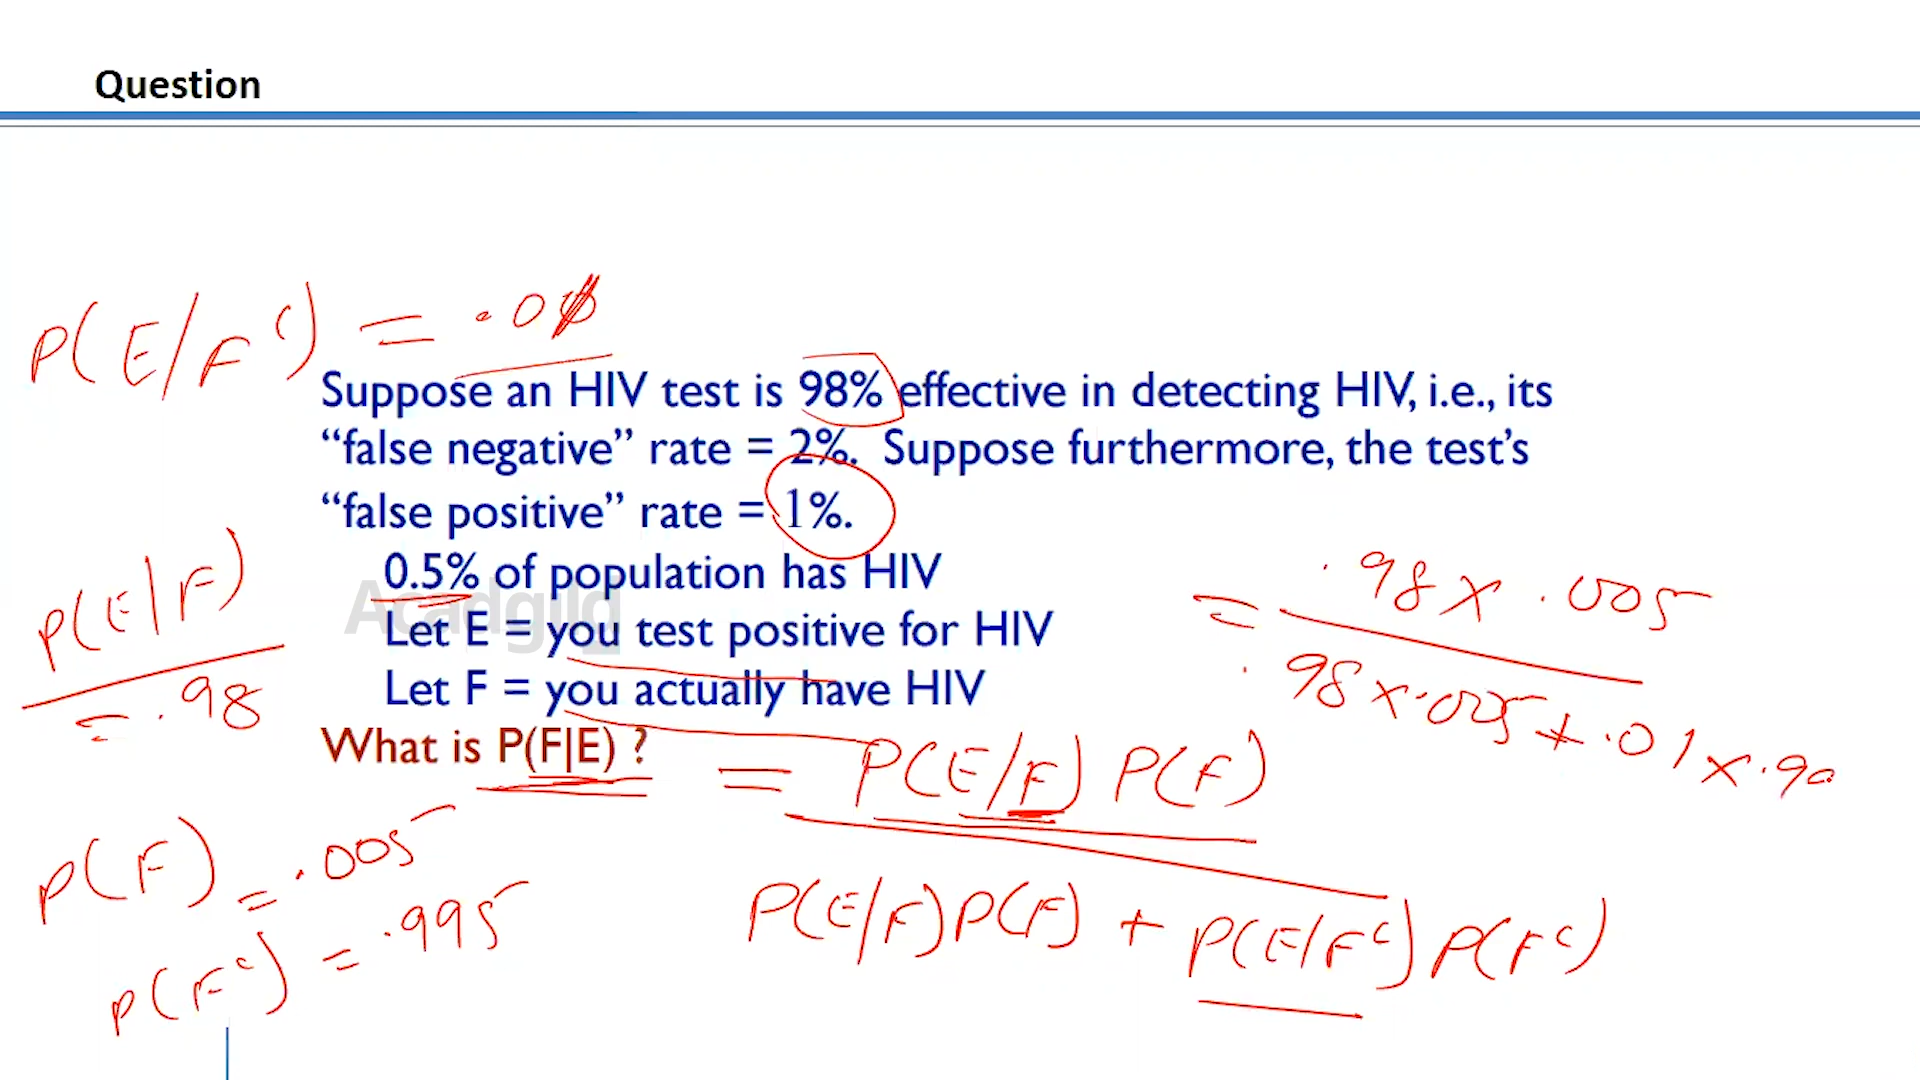 Question
P(E/F^c) = .01
Suppose an HIV test is 98% effective in detecting HIV, i.e., its
“false negative” rate = 2%. Suppose furthermore, the test’s
“false positive” rate = 1%.
0.5% of population has HIV
Acadgild
Let E = you test positive for HIV
Let F = you actually have HIV
What is P(F|E) ?
P(E|F)
= .98
P(F) = .005
P(F^c) = .995
= P(E/F) P(F)
P(E/F) P(F) + P(E/F^c) P(F^c)
= .98 x .005
.98 x .005 + .01 x .99